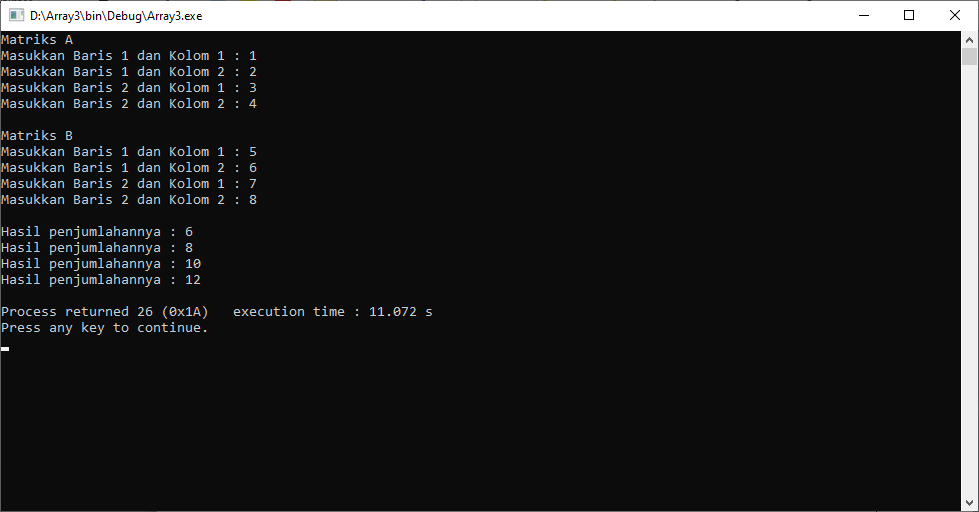 D:\Array3\bin\Debug\Array3.exe
Matriks A
Masukkan Baris 1 dan Kolom 1 : 1
Masukkan Baris 1 dan Kolom 2 : 2
Masukkan Baris 2 dan Kolom 1 : 3
Masukkan Baris 2 dan Kolom 2 : 4
Matriks B
Masukkan Baris 1 dan Kolom 1 : 5
Masukkan Baris 1 dan Kolom 2 : 6
Masukkan Baris 2 dan Kolom 1 : 7
Masukkan Baris 2 dan Kolom 2 : 8
Hasil penjumlahannya : 6
Hasil penjumlahannya : 8
Hasil penjumlahannya : 10
Hasil penjumlahannya : 12
Process returned 26 (0x1A)   execution time : 11.072 s
Press any key to continue.